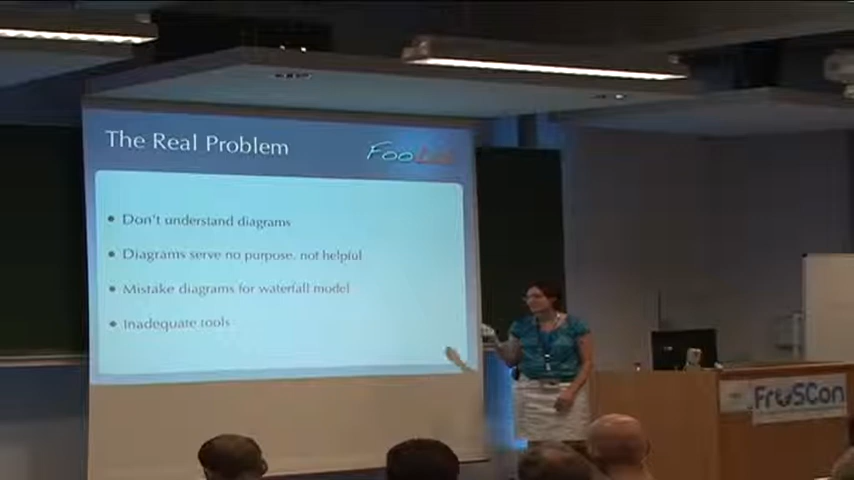 The Real Problem
Foo
• Don't understand diagrams
• Diagrams serve no purpose, not helpful
• Mistake diagrams for waterfall model
• Inadequate tools
FrOSCon